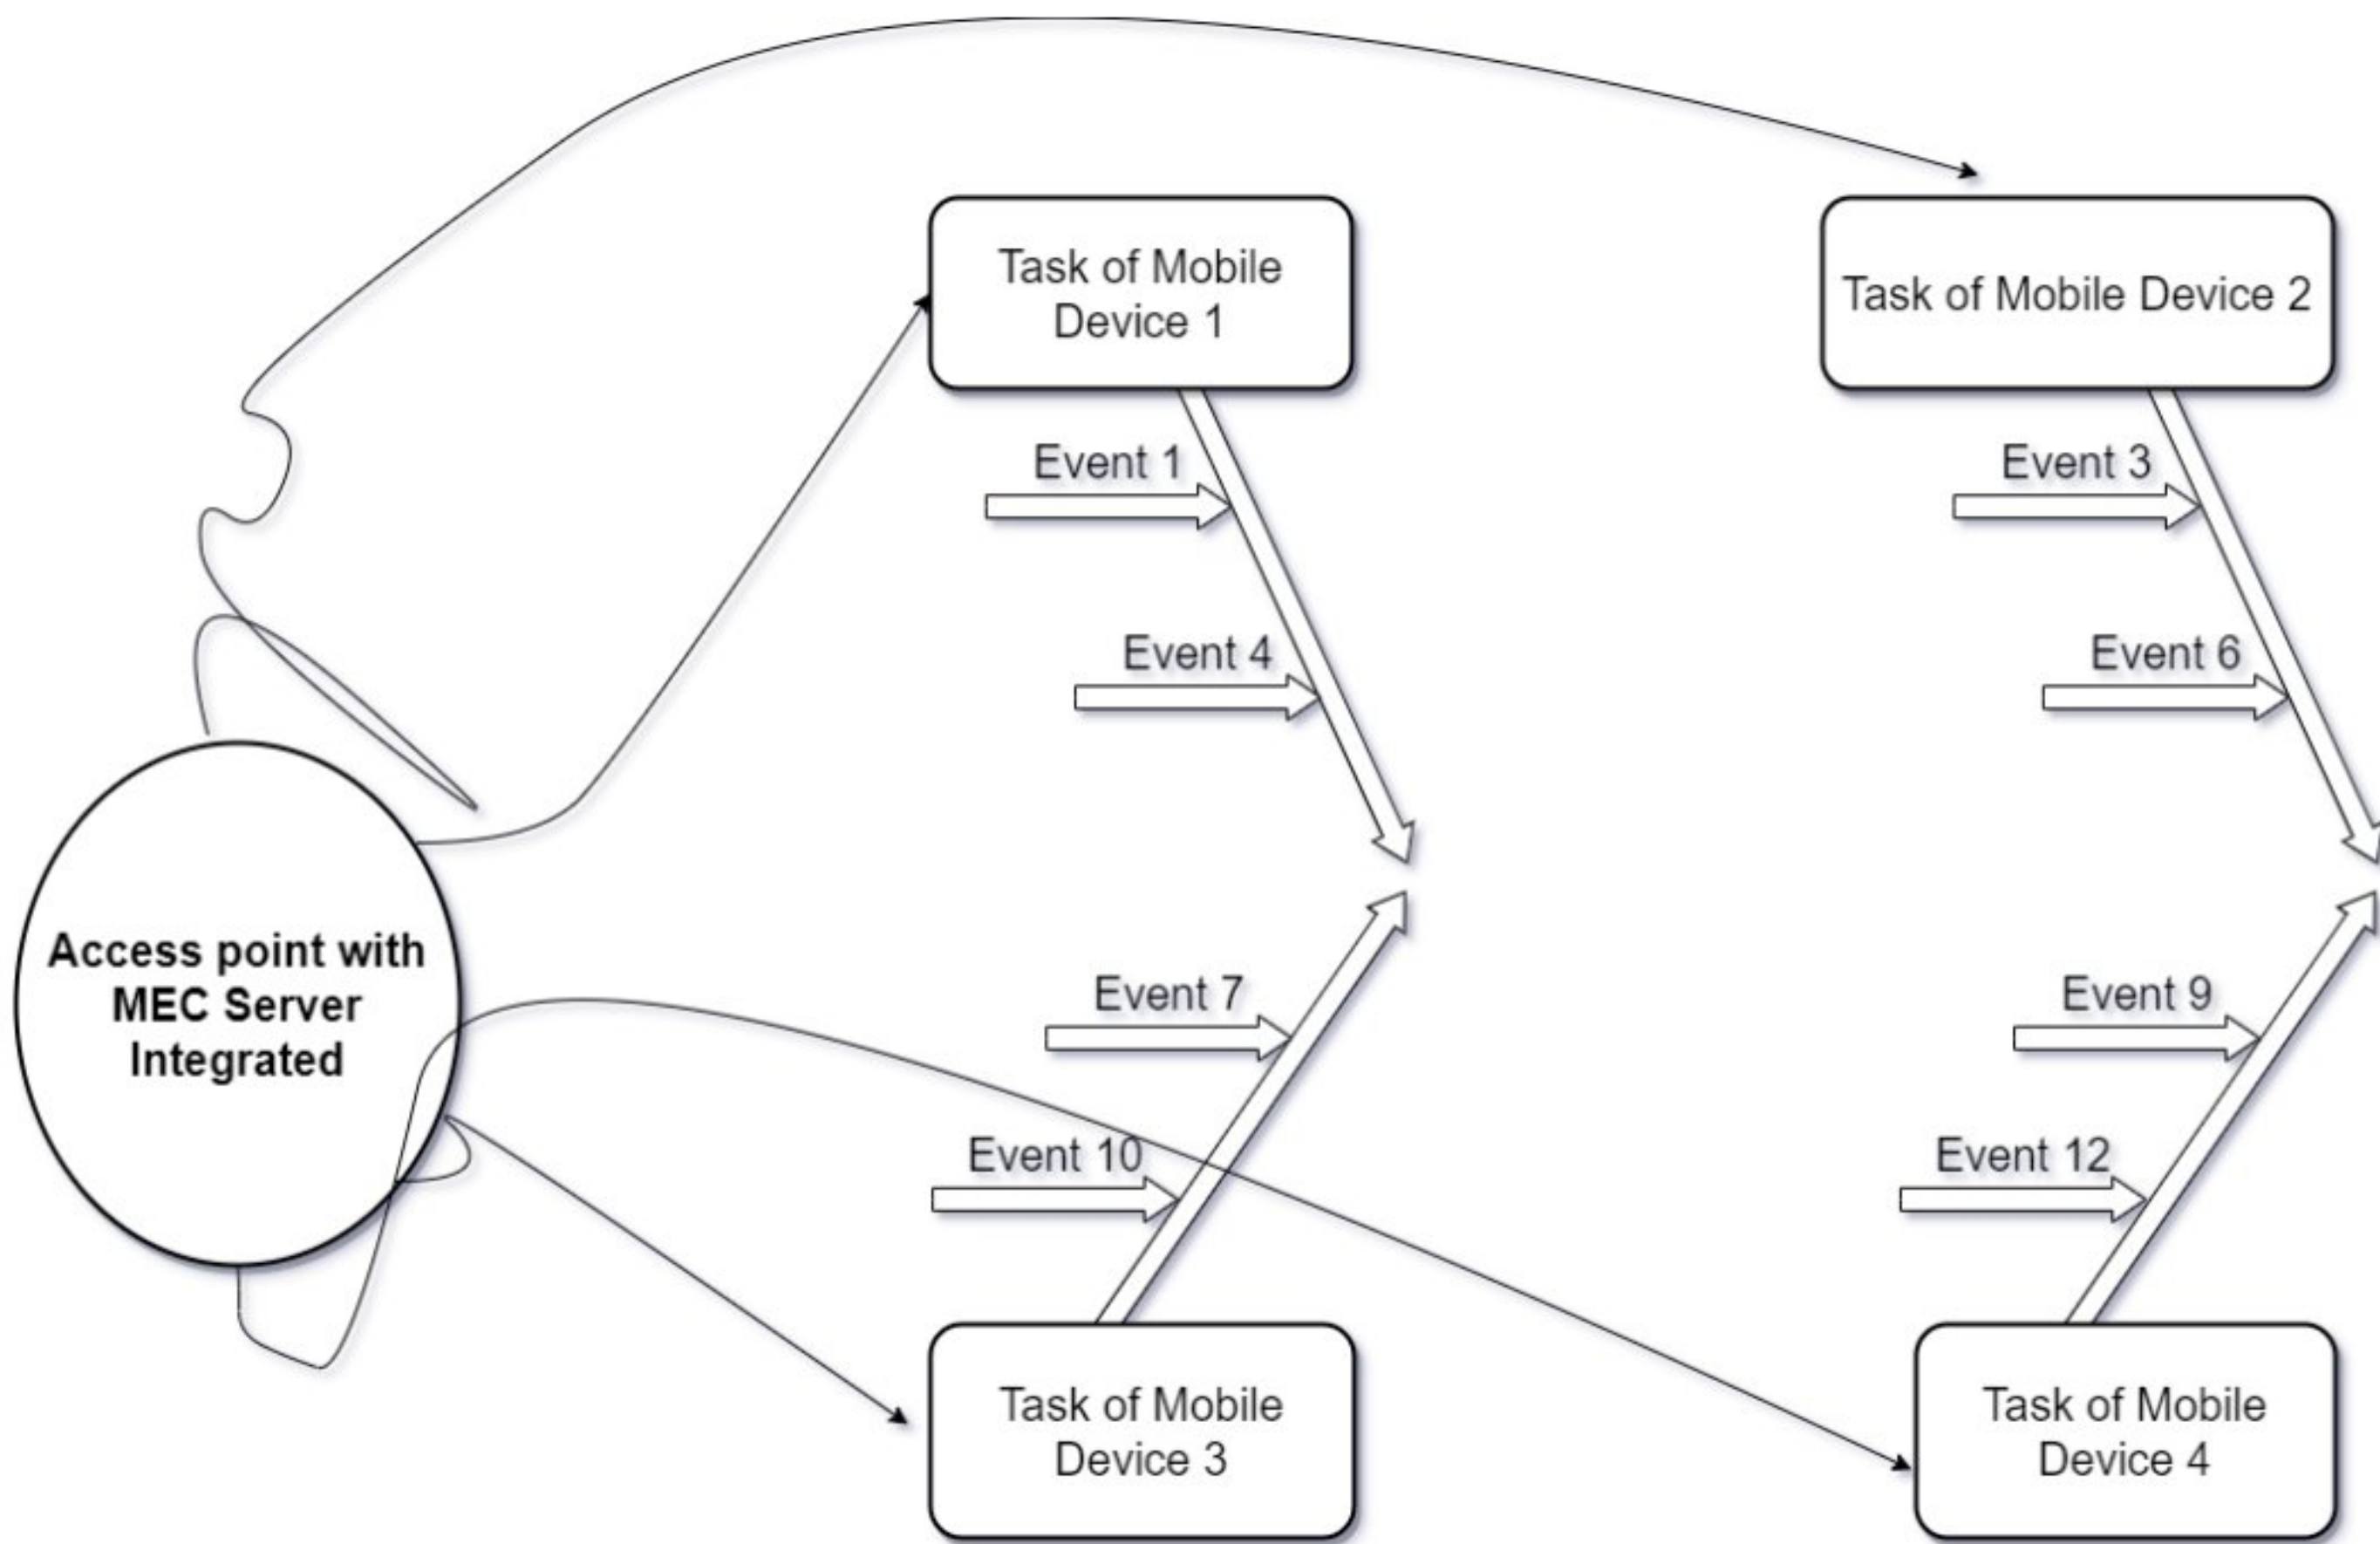 Task of Mobile
Device 1
Task of Mobile Device 2
Event 1
Event 3
Event 4
Event 6
Access point with
MEC Server
Integrated
Event 7
Event 9
Event 10
Event 12
Task of Mobile
Device 3
Task of Mobile
Device 4